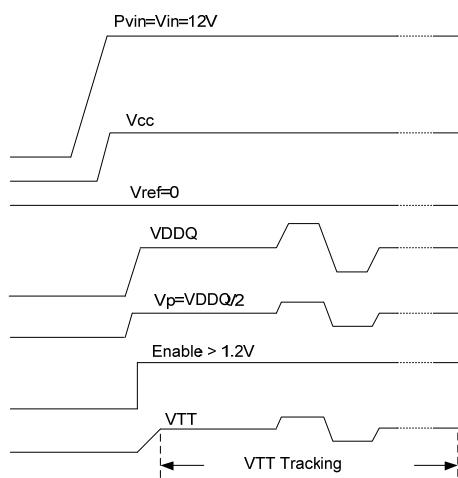 Pvin=Vin=12V
Vcc
Vref=0
VDDQ
Vp=VDDQ/2
Enable > 1.2V
VTT
VTT Tracking